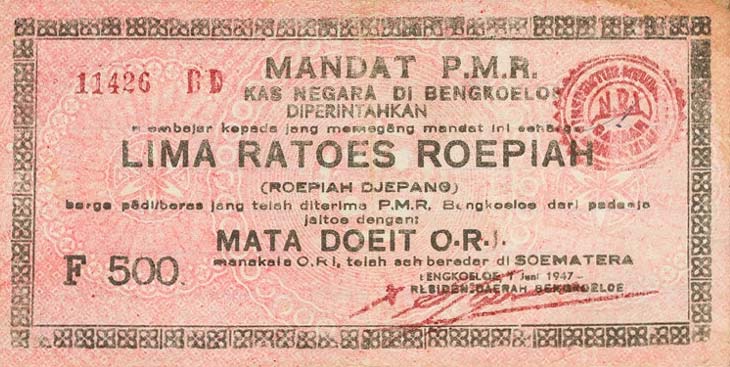 11426 BD
MANDAT P.M.R.
KAS NEGARA DI BENGKOELOE
DIPERINTAHKAN
membajar kepada jang memegang mandat ini seharga
LIMA RATOES ROEPIAH
(ROEPIAH DJEPANG)
harga padi/beras jang telah diterima P.M.R. Bengkoeloe dari padanja
jaitoe dengan:
MATA DOEIT O.R.I.
manakala O.R.I, telah sah beredar di SOEMATERA
F 500.
BENGKOELOE, 1 Juni 1947 -
RESIDEN DAERAH BENGKOELOE
N.R.I